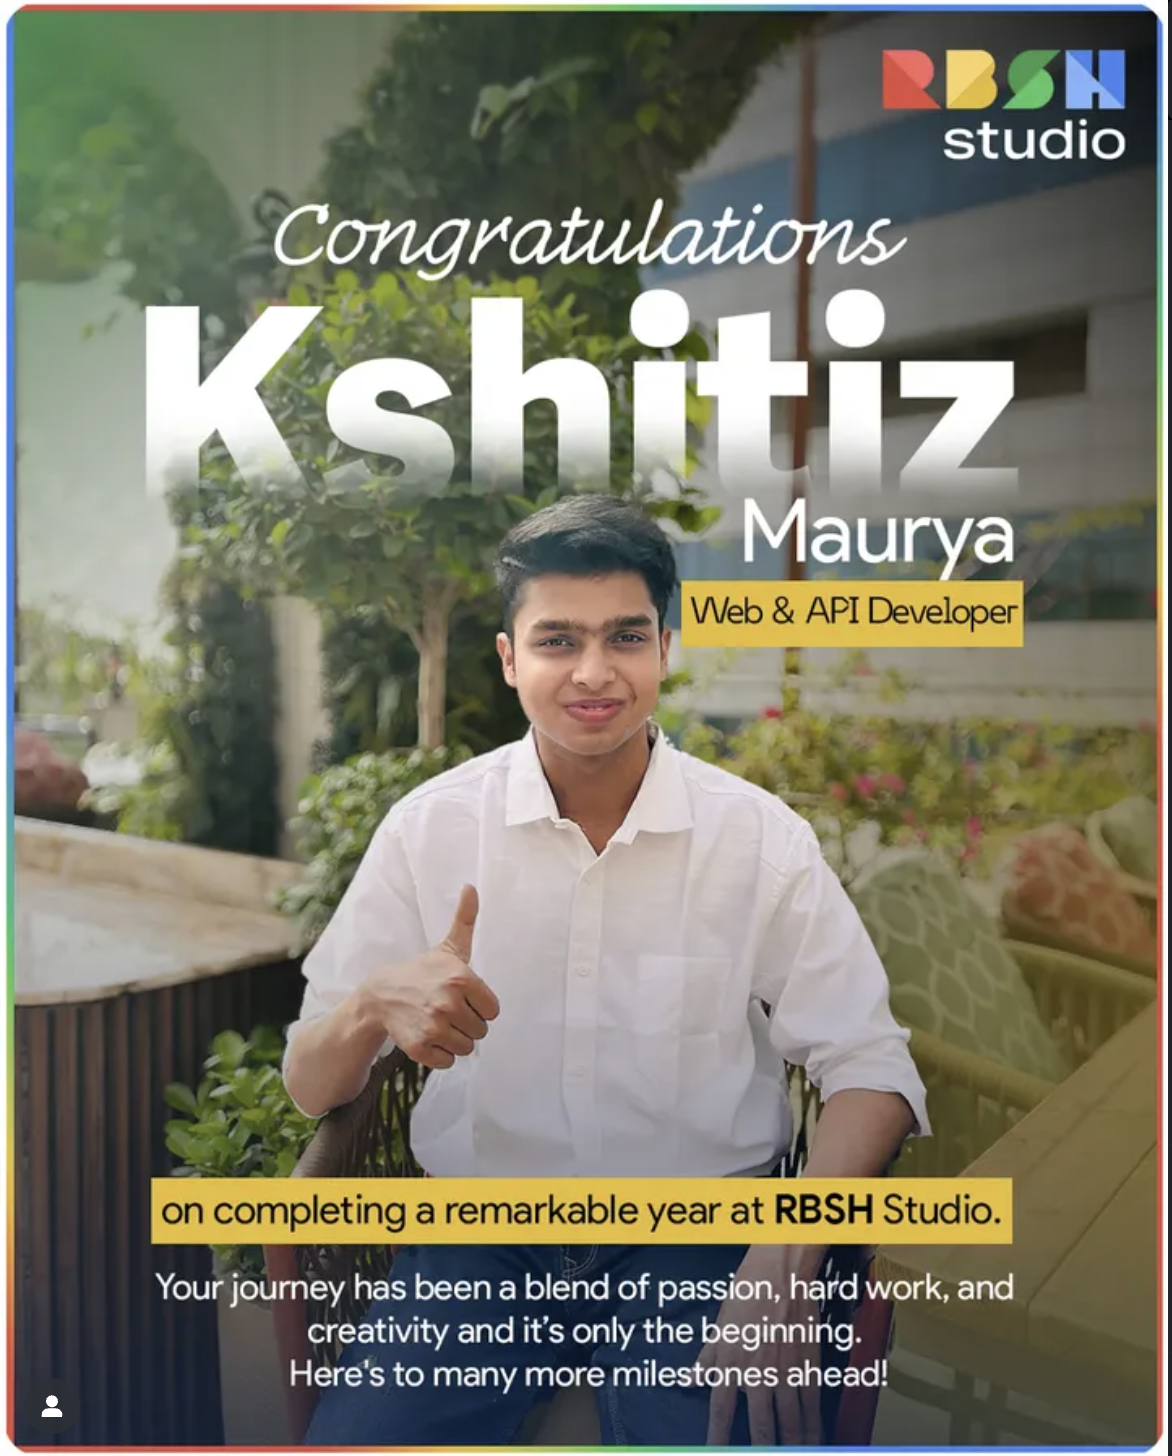 RBSH
studio
Congratulations
Kshitiz
Maurya
Web & API Developer
on completing a remarkable year at RBSH Studio.
Your journey has been a blend of passion, hard work, and
creativity and it's only the beginning.
Here's to many more milestones ahead!